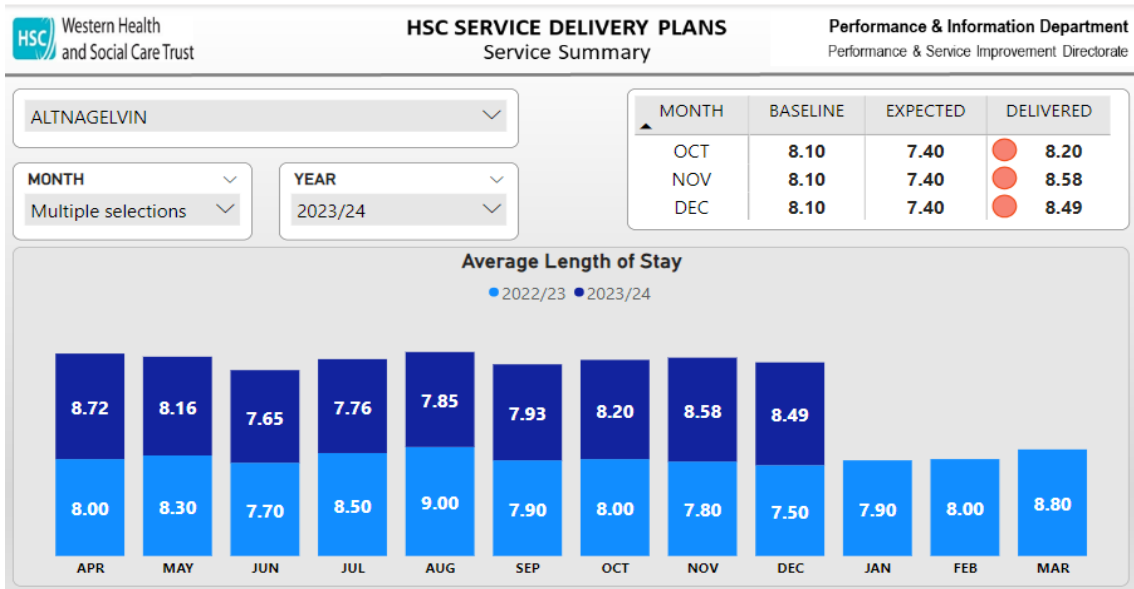 HSC Western Health and Social Care Trust
HSC SERVICE DELIVERY PLANS
Service Summary
Performance & Information Department
Performance & Service Improvement Directorate
ALTNAGELVIN
MONTH
Multiple selections
YEAR
2023/24
MONTH BASELINE EXPECTED DELIVERED
OCT 8.10 7.40 8.20
NOV 8.10 7.40 8.58
DEC 8.10 7.40 8.49
Average Length of Stay
2022/23 2023/24
8.72 8.16 7.65 7.76 7.85 7.93 8.20 8.58 8.49
8.00 8.30 7.70 8.50 9.00 7.90 8.00 7.80 7.50 7.90 8.00 8.80
APR MAY JUN JUL AUG SEP OCT NOV DEC JAN FEB MAR